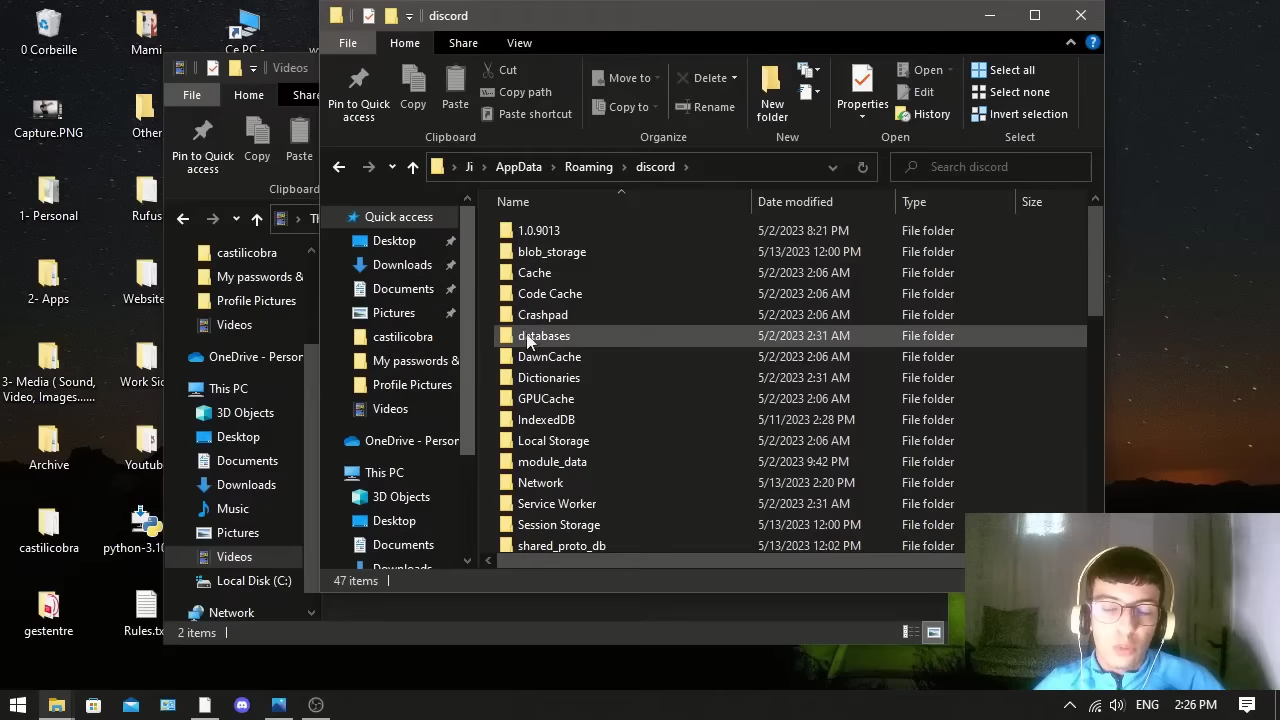 0 Corbeille
Capture.PNG
1- Personal
2- Apps
3- Media ( Sound,
Video, Images......
Archive
castilicobra
gestentre
Mami
Other
Rufus
Website
Work Si
Youtub
python-3.10
Rules.tx
Ce PC -
Videos
File
Home
Share
Pin to Quick
access
Copy
Paste
Clipboard
castilicobra
My passwords &
Profile Pictures
Videos
OneDrive - Person
This PC
3D Objects
Desktop
Documents
Downloads
Music
Pictures
Videos
Local Disk (C:)
Network
2 items
discord
File
Home
Share
View
Pin to Quick
access
Copy
Paste
Cut
Copy path
Paste shortcut
Clipboard
Move to
Copy to
Delete
Rename
Organize
New
folder
New
Properties
Open
Edit
History
Open
Select all
Select none
Invert selection
Select
Ji
AppData
Roaming
discord
Search discord
Quick access
Desktop
Downloads
Documents
Pictures
castilicobra
My passwords &
Profile Pictures
Videos
OneDrive - Person
This PC
3D Objects
Desktop
Documents
Downloads
Name Date modified Type Size
1.0.9013 5/2/2023 8:21 PM File folder
blob_storage 5/13/2023 12:00 PM File folder
Cache 5/2/2023 2:06 AM File folder
Code Cache 5/2/2023 2:06 AM File folder
Crashpad 5/2/2023 2:06 AM File folder
databases 5/2/2023 2:31 AM File folder
DawnCache 5/2/2023 2:06 AM File folder
Dictionaries 5/2/2023 2:31 AM File folder
GPUCache 5/2/2023 2:06 AM File folder
IndexedDB 5/11/2023 2:28 PM File folder
Local Storage 5/2/2023 2:06 AM File folder
module_data 5/2/2023 9:42 PM File folder
Network 5/13/2023 2:20 PM File folder
Service Worker 5/2/2023 2:31 AM File folder
Session Storage 5/13/2023 12:00 PM File folder
shared_proto_db 5/13/2023 12:02 PM File folder
47 items
ENG 2:26 PM